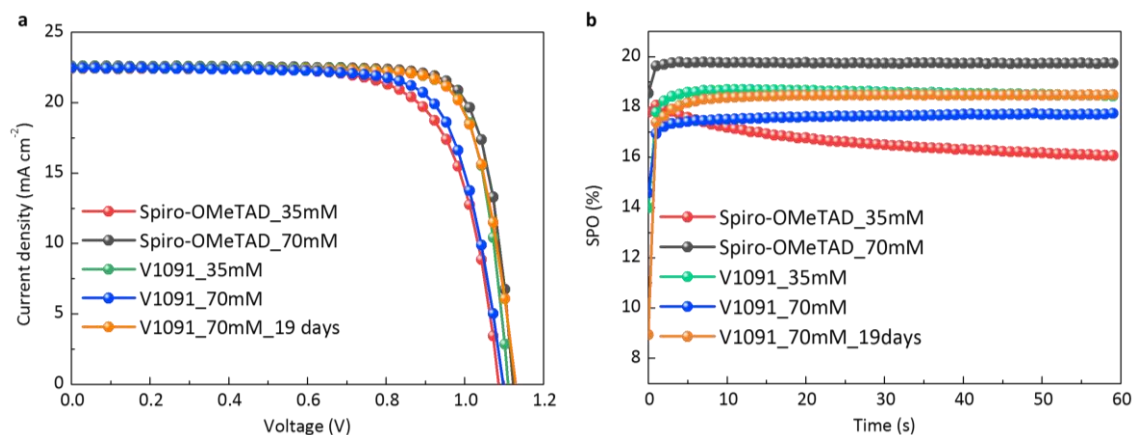 a
25
20
15
10
5
0
0.0 0.2 0.4 0.6 0.8 1.0 1.2
Current density (mA cm⁻²)
Voltage (V)
Spiro-OMeTAD_35mM
Spiro-OMeTAD_70mM
V1091_35mM
V1091_70mM
V1091_70mM_19 days
b
20
18
16
14
12
10
8
0 10 20 30 40 50 60
SPO (%)
Time (s)
Spiro-OMeTAD_35mM
Spiro-OMeTAD_70mM
V1091_35mM
V1091_70mM
V1091_70mM_19days